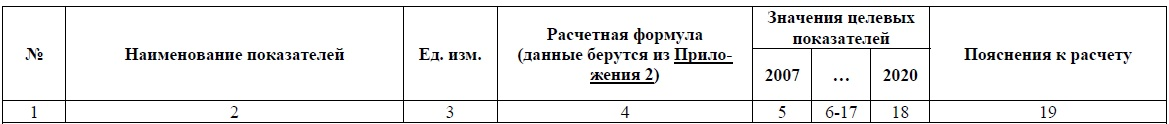 №
Наименование показателей
Ед. изм.
Расчетная формула
(данные берутся из Прило-
жения 2)
Значения целевых
показателей
2007
…
2020
Пояснения к расчету
1
2
3
4
5
6-17
18
19